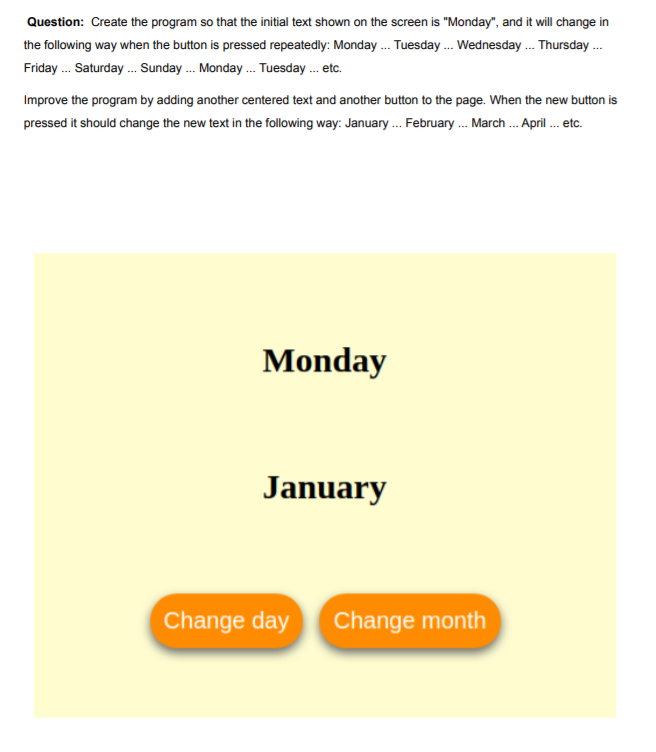 Question: Create the program so that the initial text shown on the screen is "Monday", and it will change in
the following way when the button is pressed repeatedly: Monday ... Tuesday ... Wednesday ... Thursday ...
Friday ... Saturday ... Sunday ... Monday ... Tuesday ... etc.
Improve the program by adding another centered text and another button to the page. When the new button is
pressed it should change the new text in the following way: January ... February ... March ... April ... etc.
Monday
January
Change day Change month